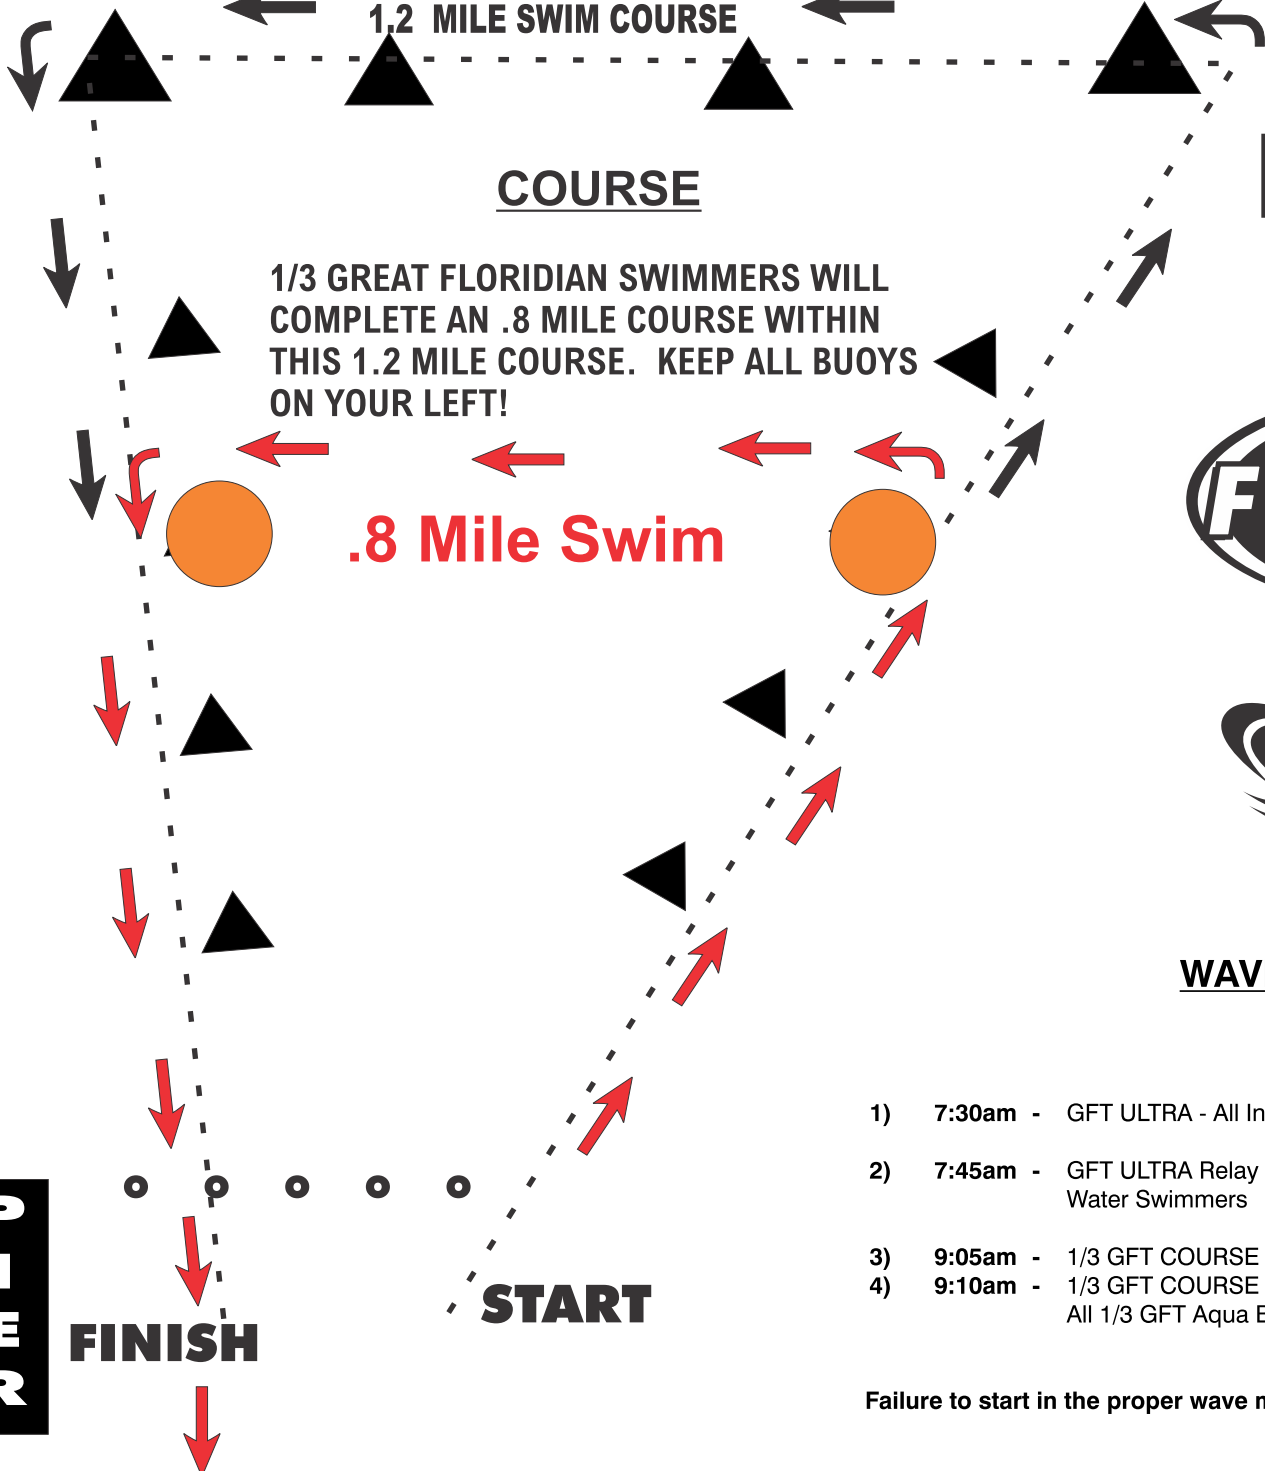 1.2 MILE SWIM COURSE
COURSE
1/3 GREAT FLORIDIAN SWIMMERS WILL
COMPLETE AN .8 MILE COURSE WITHIN
THIS 1.2 MILE COURSE. KEEP ALL BUOYS
ON YOUR LEFT!
.8 Mile Swim
F
WAV
1) 7:30am - GFT ULTRA - All In
2) 7:45am - GFT ULTRA Relay
Water Swimmers
3) 9:05am - 1/3 GFT COURSE
4) 9:10am - 1/3 GFT COURSE
All 1/3 GFT Aqua
P
I
E
R
START
FINISH
Failure to start in the proper wave